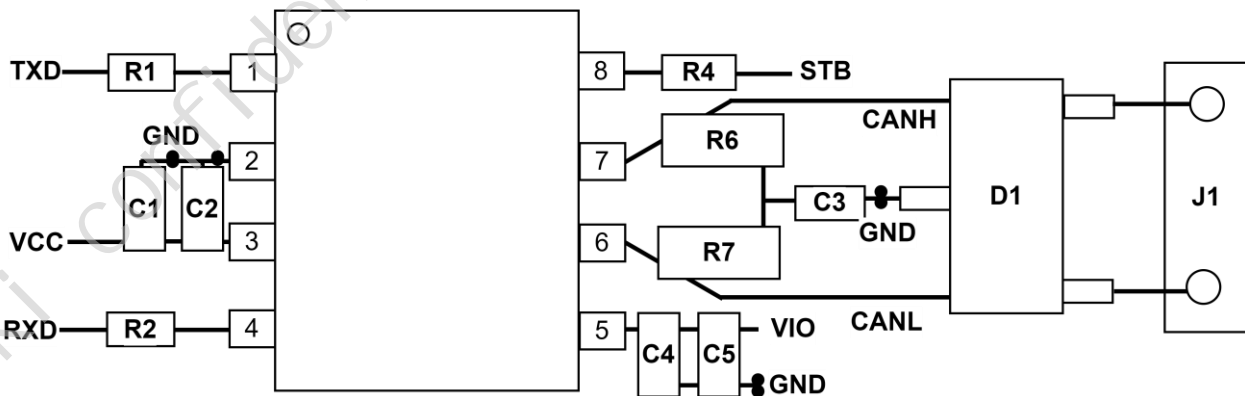 TXD
R1
1
8
R4
STB
GND
2
7
R6
CANH
C1
C2
C3
D1
J1
GND
VCC
3
6
R7
CANL
RXD
R2
4
5
C4
C5
VIO
GND